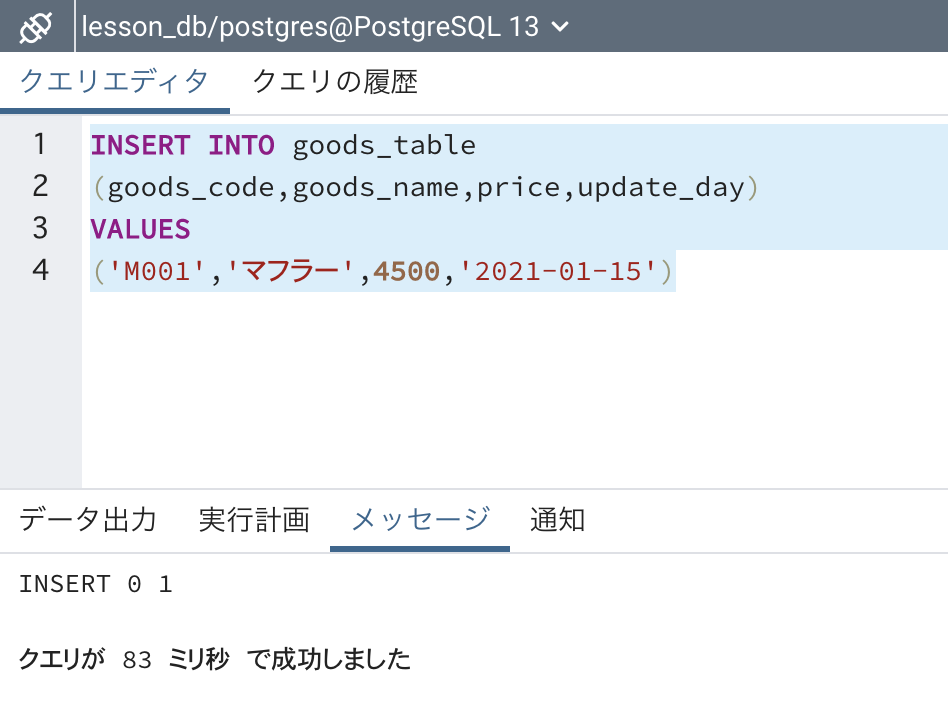 lesson_db/postgres@PostgreSQL 13
クエリエディタ クエリの履歴
1 INSERT INTO goods_table
2 (goods_code,goods_name,price,update_day)
3 VALUES
4 ('M001','マフラー',4500,'2021-01-15')
データ出力 実行計画 メッセージ 通知
INSERT 0 1
クエリが 83 ミリ秒 で成功しました